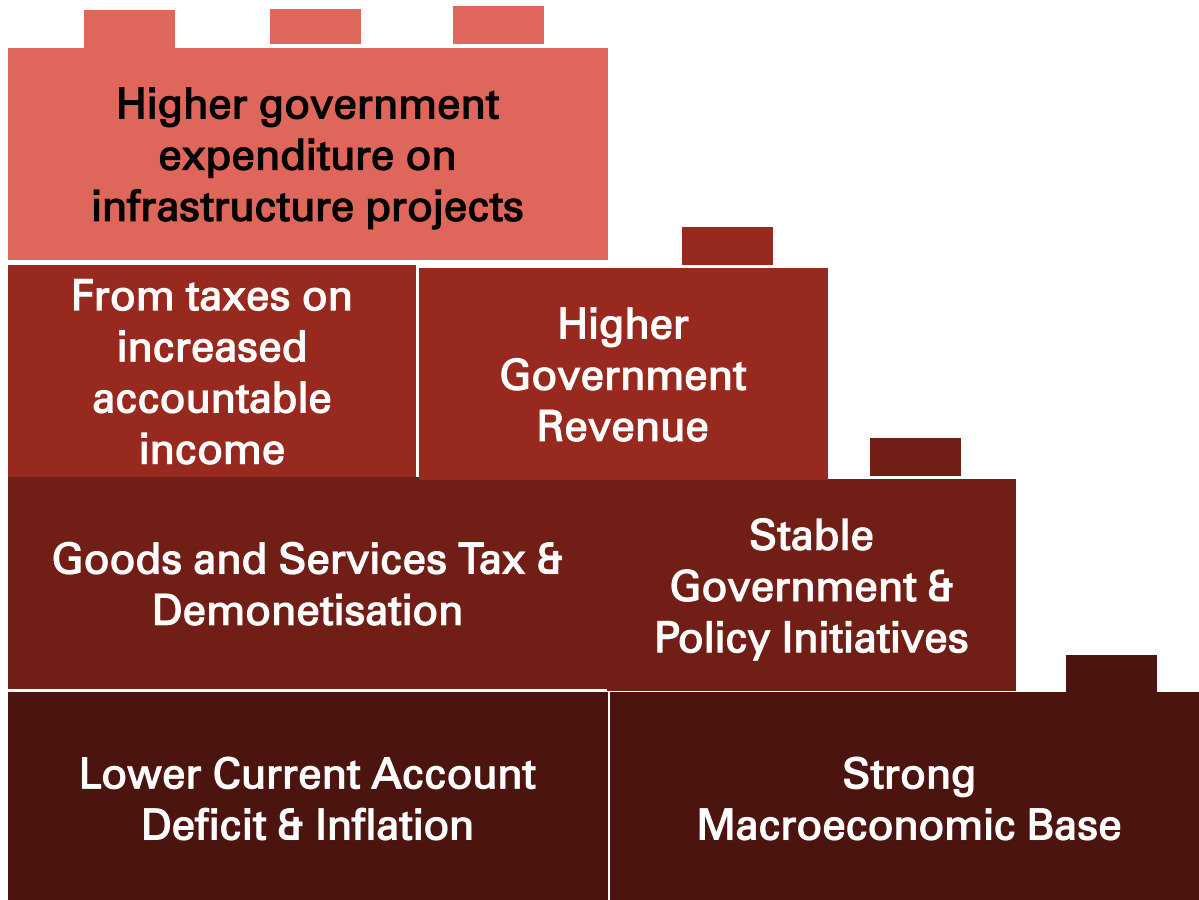 Higher government
expenditure on
infrastructure projects
From taxes on
increased
accountable
income
Higher
Government
Revenue
Goods and Services Tax &
Demonetisation
Stable
Government &
Policy Initiatives
Lower Current Account
Deficit & Inflation
Strong
Macroeconomic Base